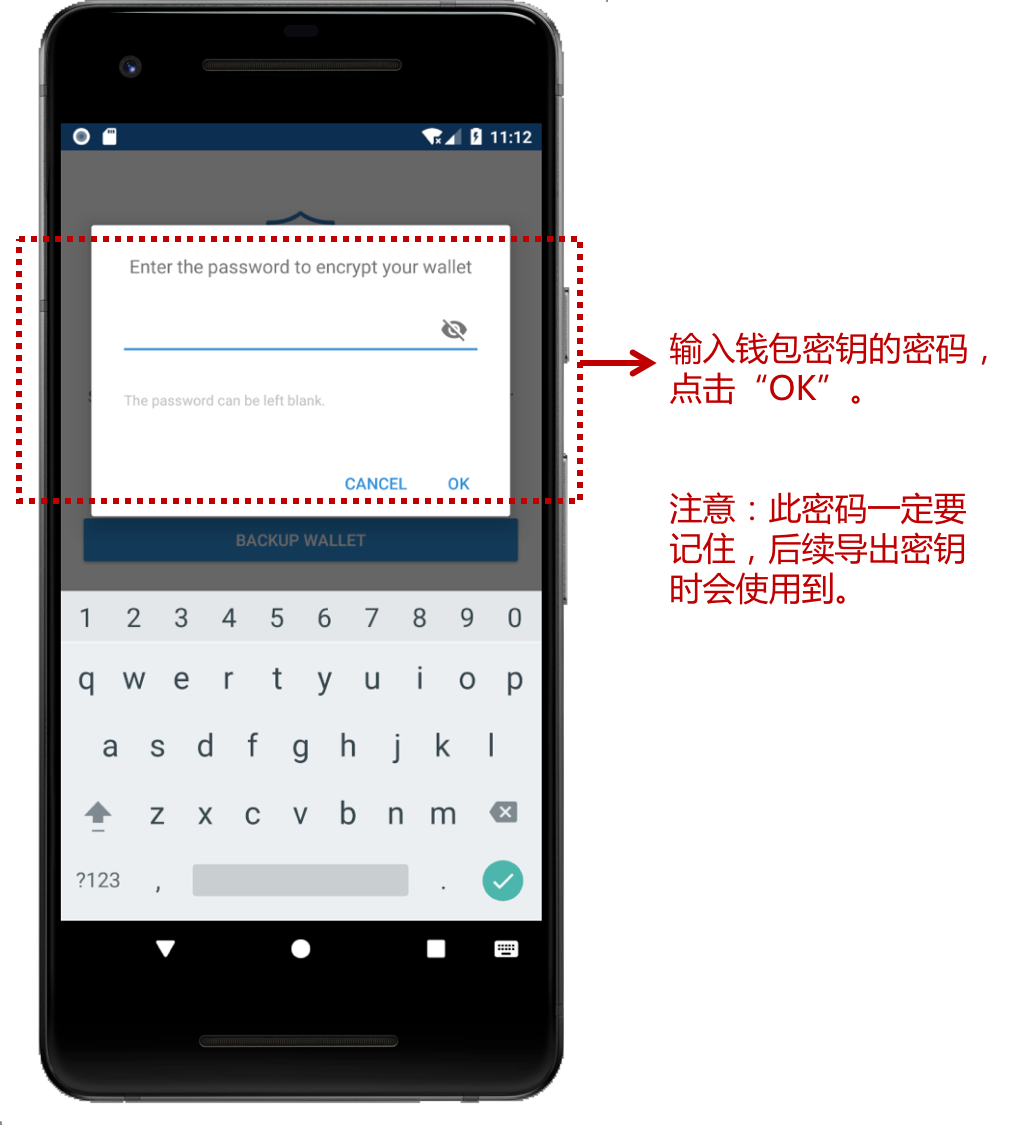 11:12
Enter the password to encrypt your wallet
The password can be left blank.
CANCEL OK
BACKUP WALLET
1 2 3 4 5 6 7 8 9 0
q w e r t y u i o p
a s d f g h j k l
z x c v b n m
?123 , .
输入钱包密钥的密码，
点击“OK”。
注意：此密码一定要
记住，后续导出密钥
时会使用到。